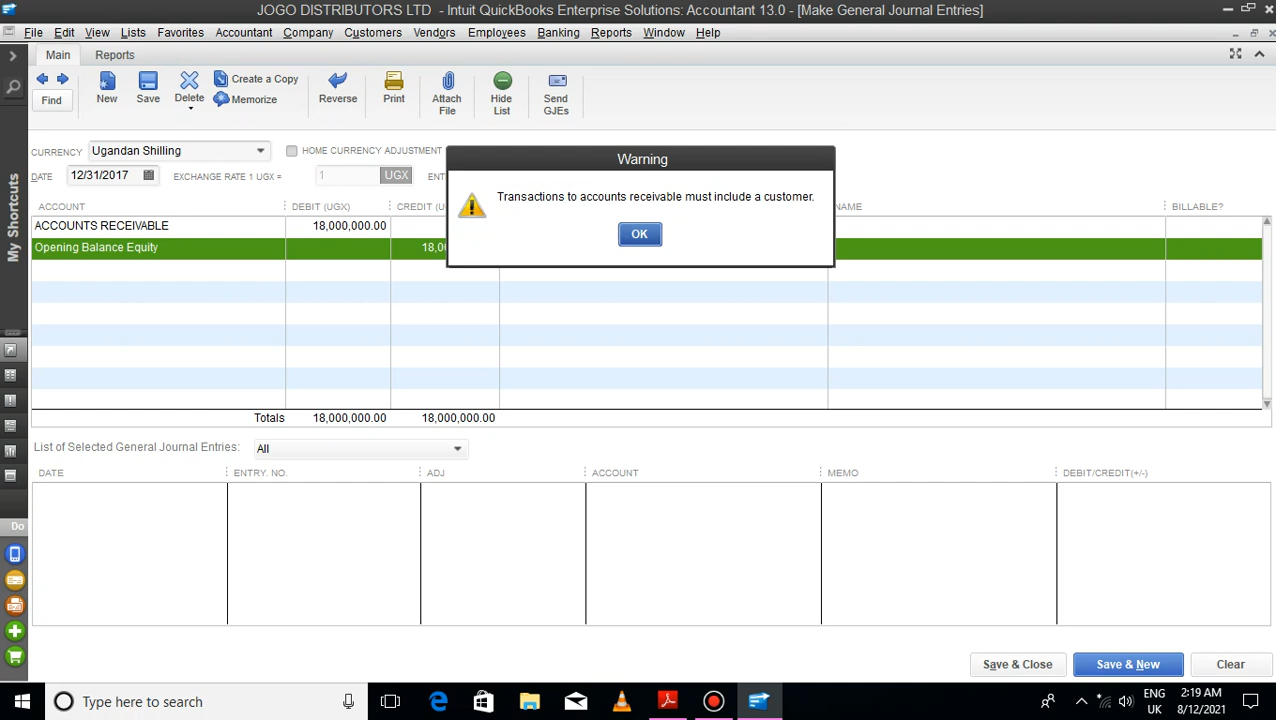 JOGO DISTRIBUTORS LTD - Intuit QuickBooks Enterprise Solutions: Accountant 13.0 - [Make General Journal Entries]
File Edit View Lists Favorites Accountant Company Customers Vendors Employees Banking Reports Window Help
Main Reports
Find
New
Save
Delete
Create a Copy
Memorize
Reverse
Print
Attach
File
Hide
List
Send
GJEs
CURRENCY Ugandan Shilling HOME CURRENCY ADJUSTMENT
DATE 12/31/2017 EXCHANGE RATE 1 UGX = 1 UGX ENT
Warning
Transactions to accounts receivable must include a customer.
OK
My Shortcuts
ACCOUNT DEBIT (UGX) CREDIT (UG NAME BILLABLE?
ACCOUNTS RECEIVABLE 18,000,000.00
Opening Balance Equity 18,0
Totals 18,000,000.00 18,000,000.00
List of Selected General Journal Entries: All
DATE ENTRY. NO. ADJ ACCOUNT MEMO DEBIT/CREDIT(+/-)
Do
Save & Close Save & New Clear
Type here to search
ENG
UK
2:19 AM
8/12/2021